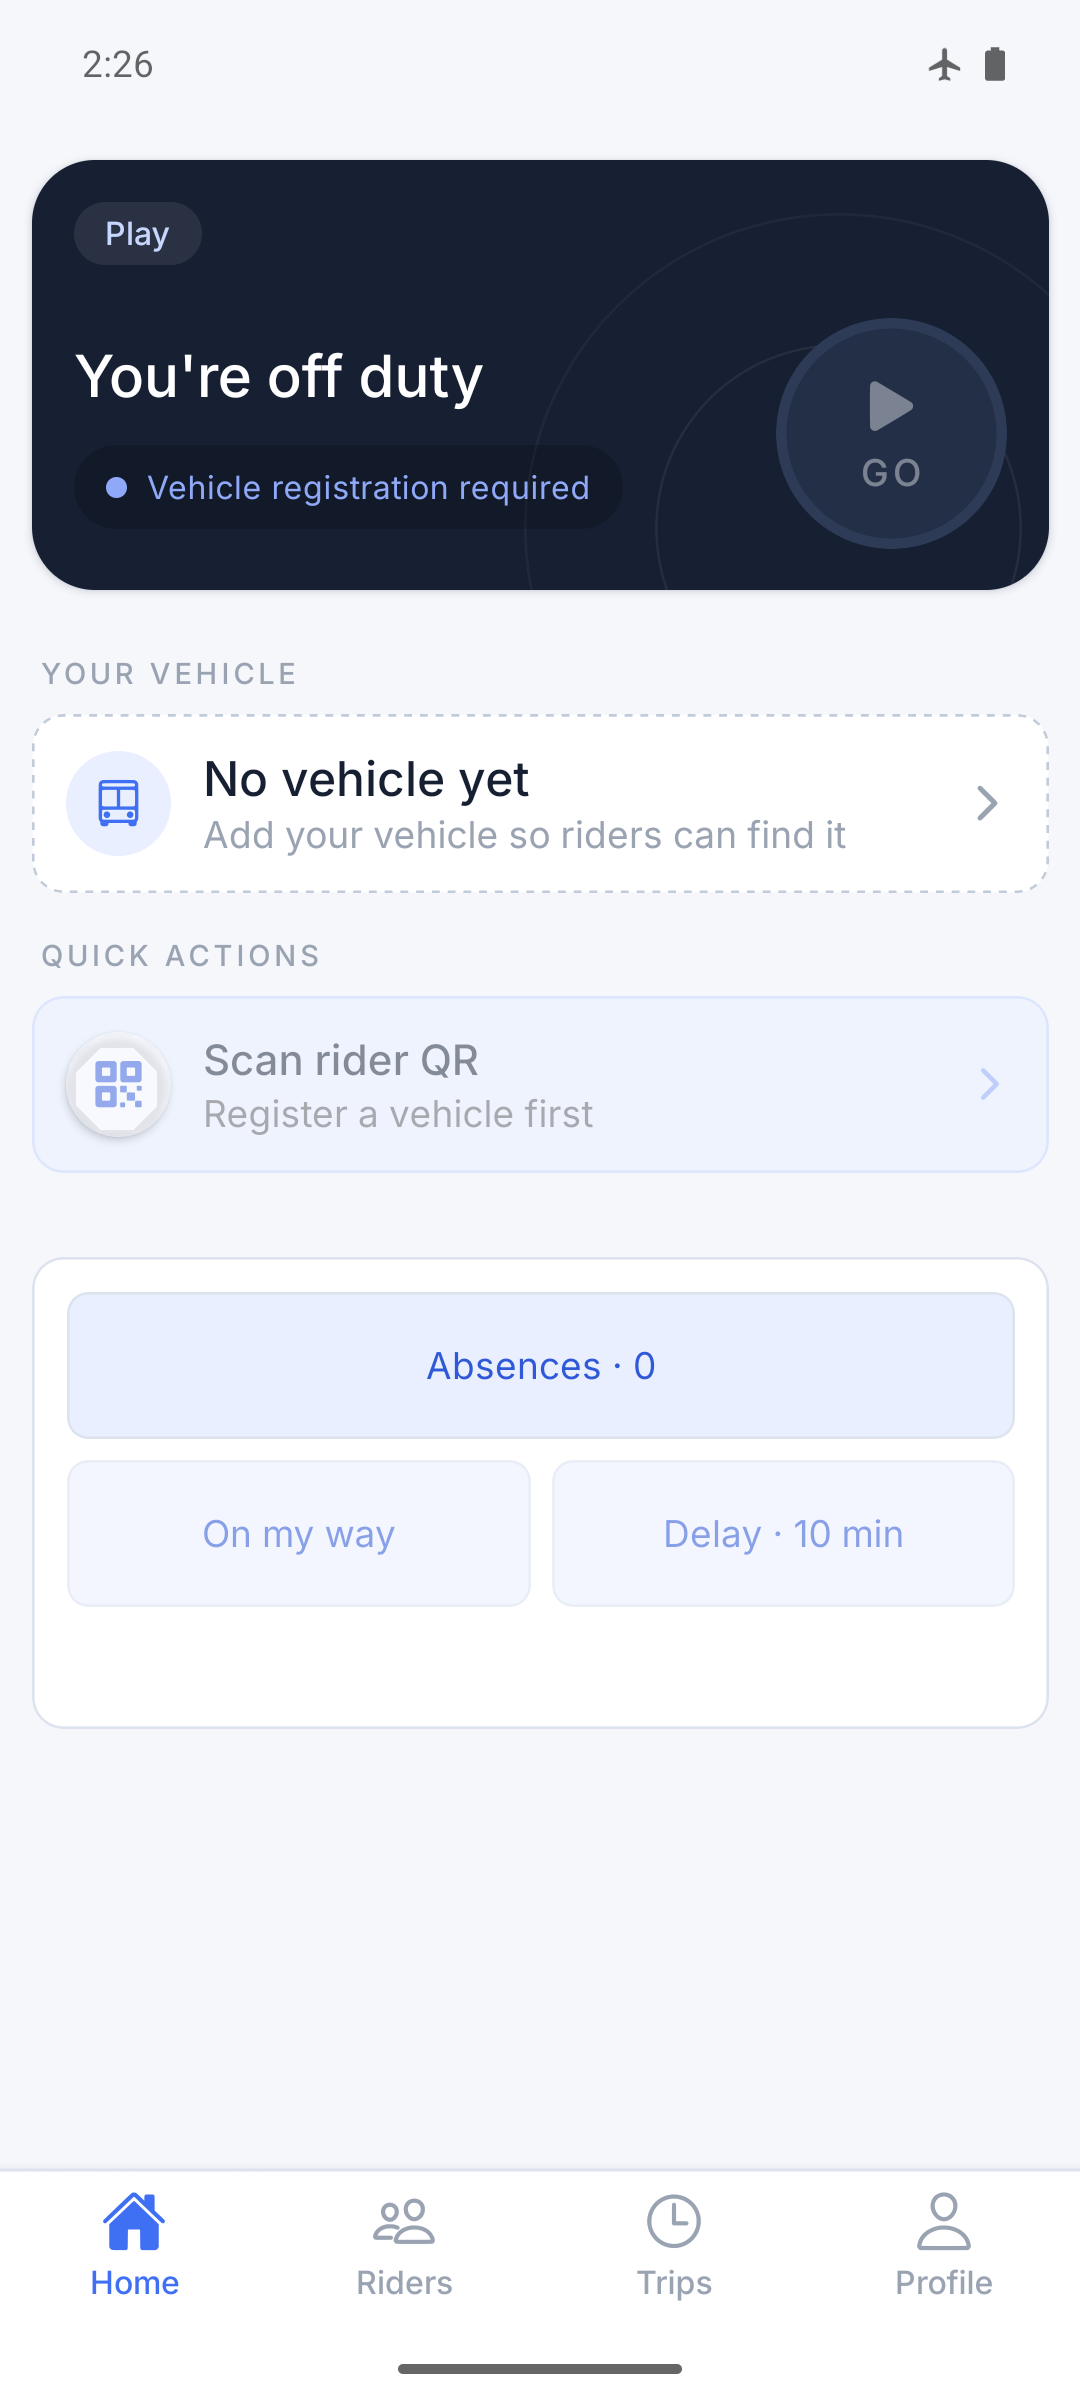 2:26
Play
You're off duty
Vehicle registration required
GO
YOUR VEHICLE
No vehicle yet
Add your vehicle so riders can find it
QUICK ACTIONS
Scan rider QR
Register a vehicle first
Absences · 0
On my way
Delay · 10 min
Home
Riders
Trips
Profile